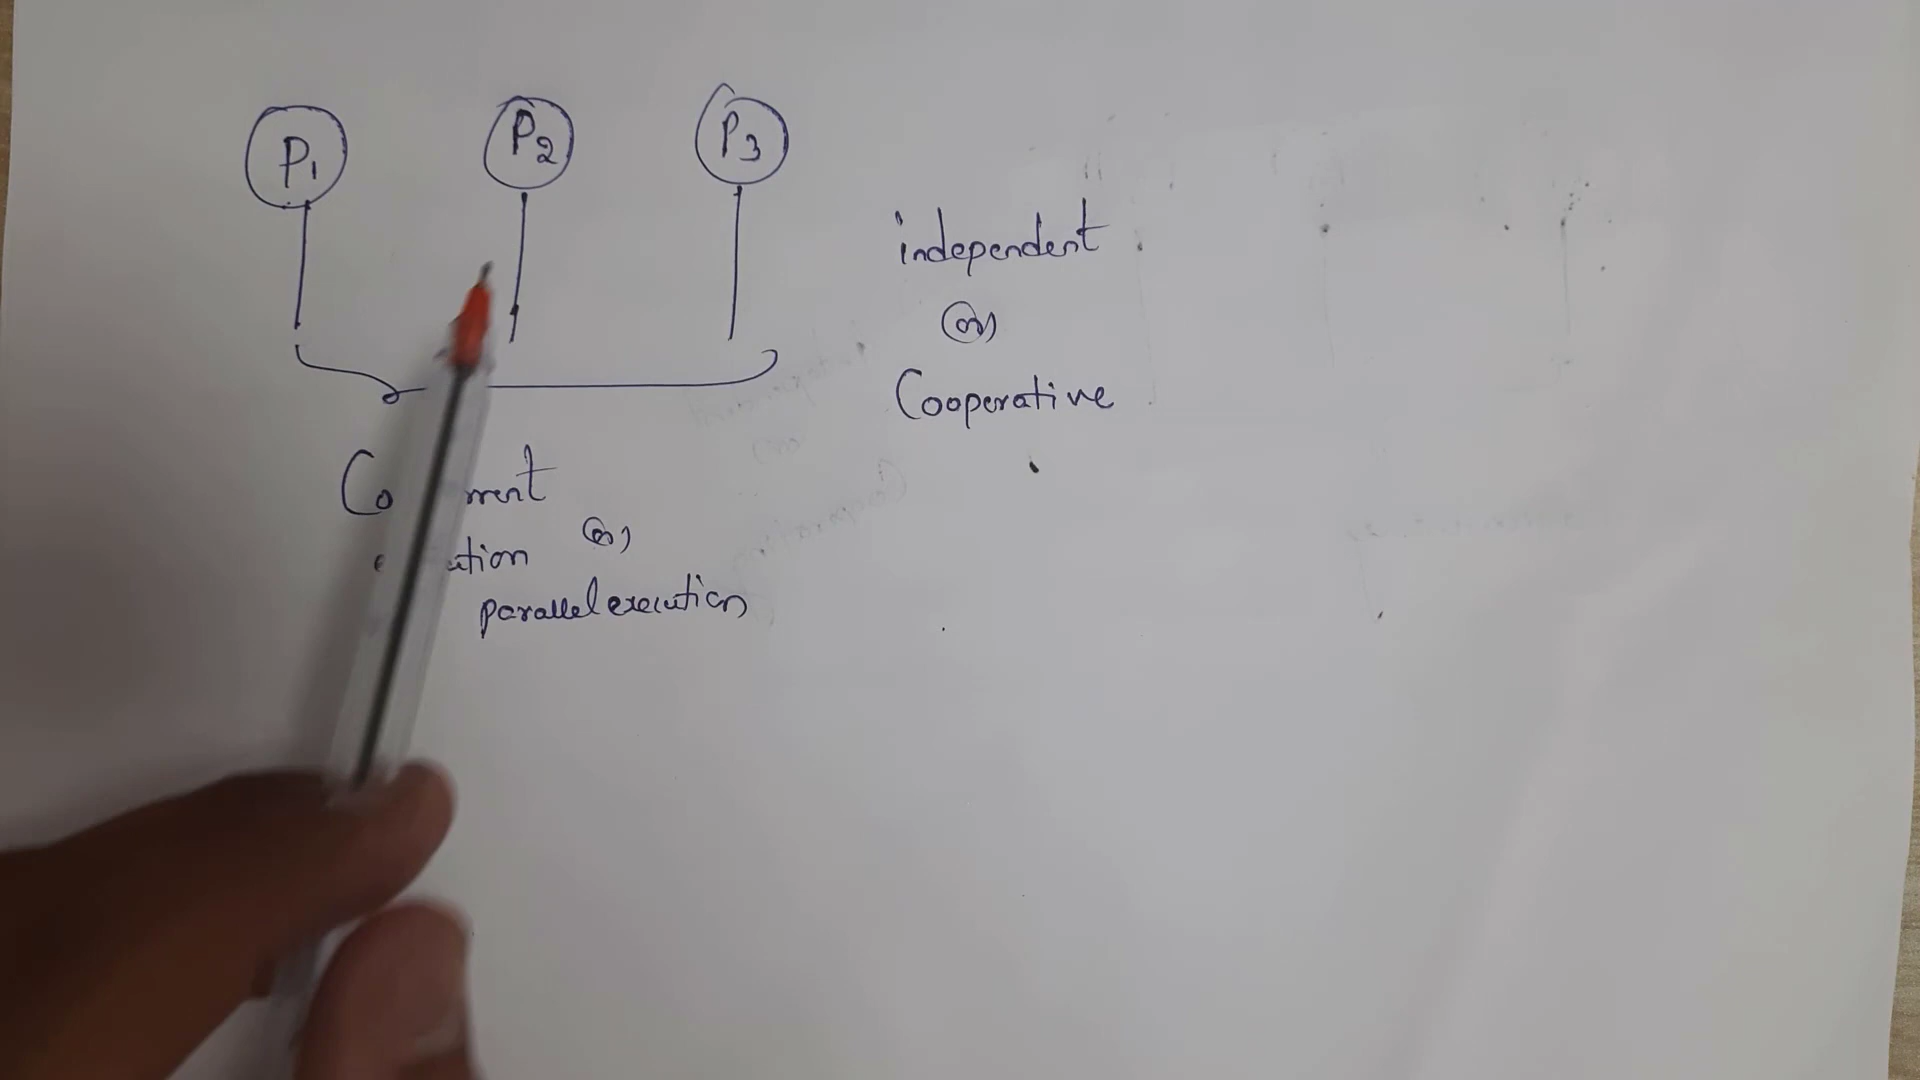 P1 P2 P3
independent
(or)
Cooperative
(or)
parallel execution